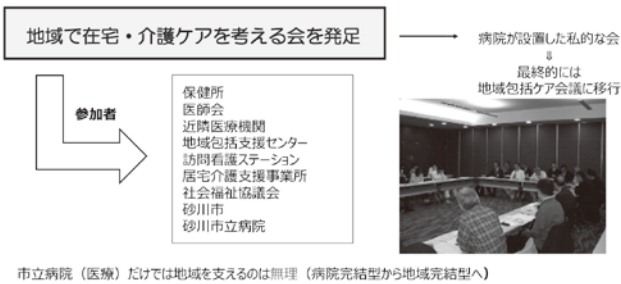 地域で在宅・介護ケアを考える会を発足
病院が設置した私的な会
⇓
最終的には
地域包括ケア会議に移行
参加者
保健所
医師会
近隣医療機関
地域包括支援センター
訪問看護ステーション
居宅介護支援事業所
社会福祉協議会
砂川市
砂川市立病院
市立病院（医療）だけでは地域を支えるのは無理（病院完結型から地域完結型へ）